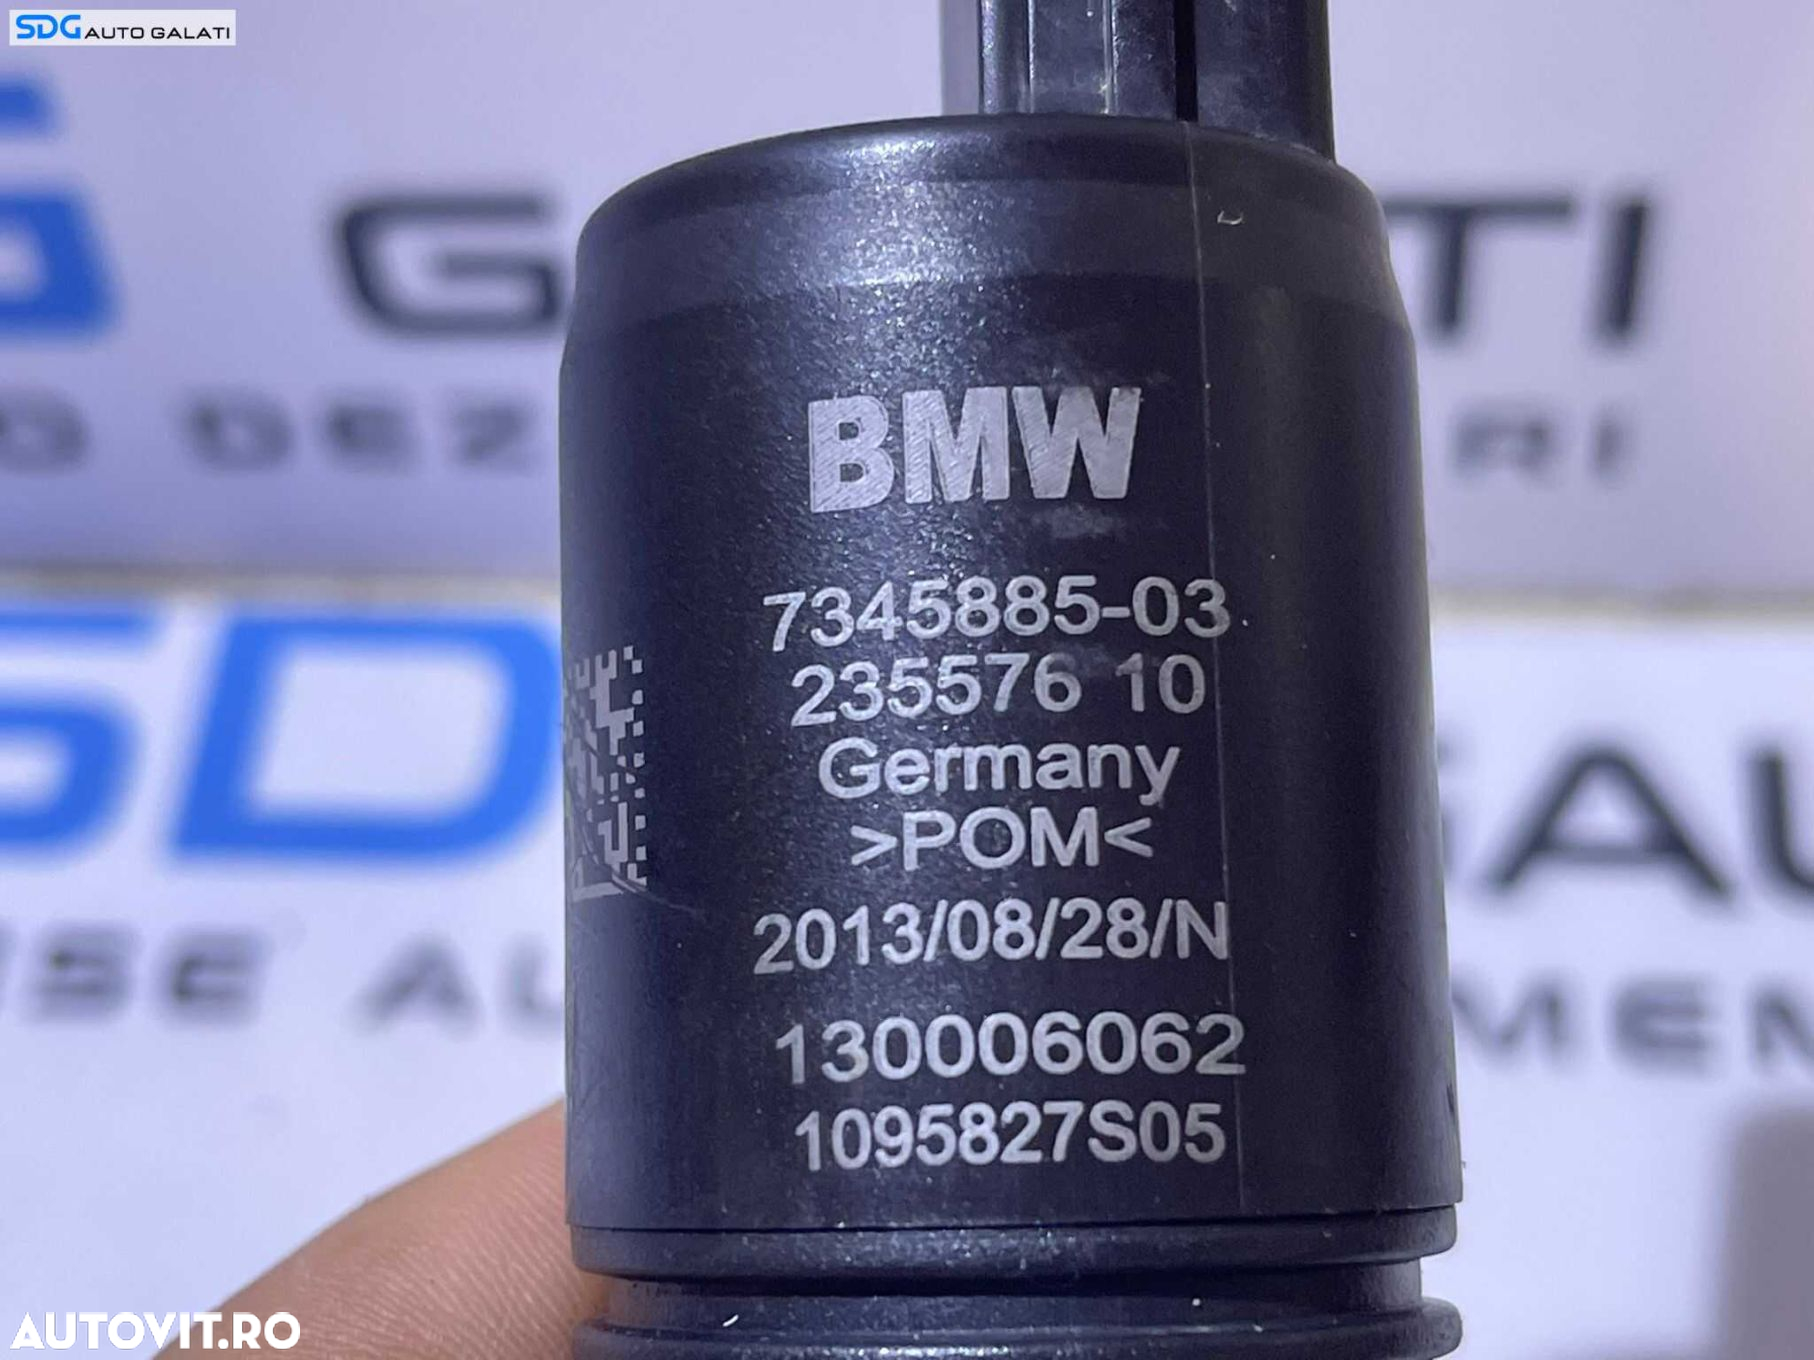 SDG AUTO GALATI
BMW
7345885-03
235576 10
Germany
>POM<
2013/08/28/N
130006062
1095827S05
AUTOVIT.RO